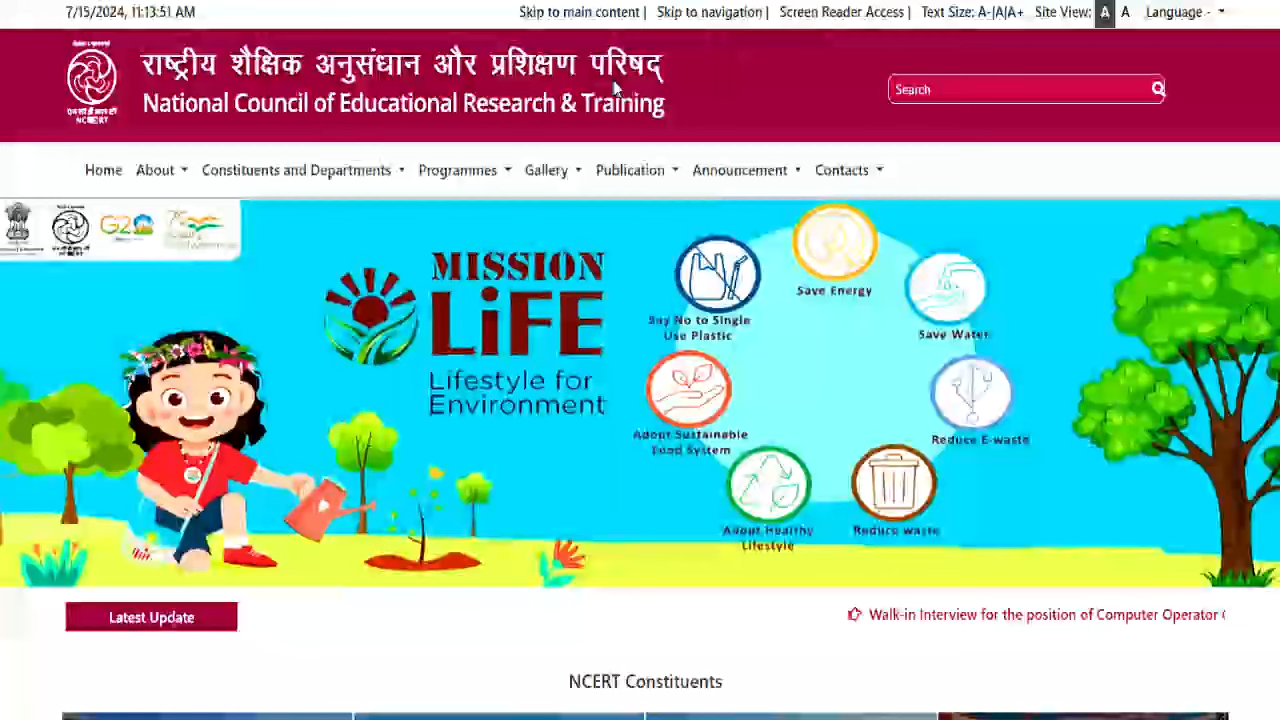 7/15/2024, 11:13:51 AM
Skip to main content | Skip to navigation | Screen Reader Access | Text Size: A-|A|A+ Site View: A A Language -
राष्ट्रीय शैक्षिक अनुसंधान और प्रशिक्षण परिषद्
National Council of Educational Research & Training
NCERT
Search
Home About Constituents and Departments Programmes Gallery Publication Announcement Contacts
G20
MISSION
LiFE
Lifestyle for
Environment
Save Energy
Say No to Single
Use Plastic
Save Water
Adopt Sustainable
Food System
Reduce E-waste
Adopt Healthy
Lifestyle
Reduce waste
Latest Update
Walk-in Interview for the position of Computer Operator
NCERT Constituents